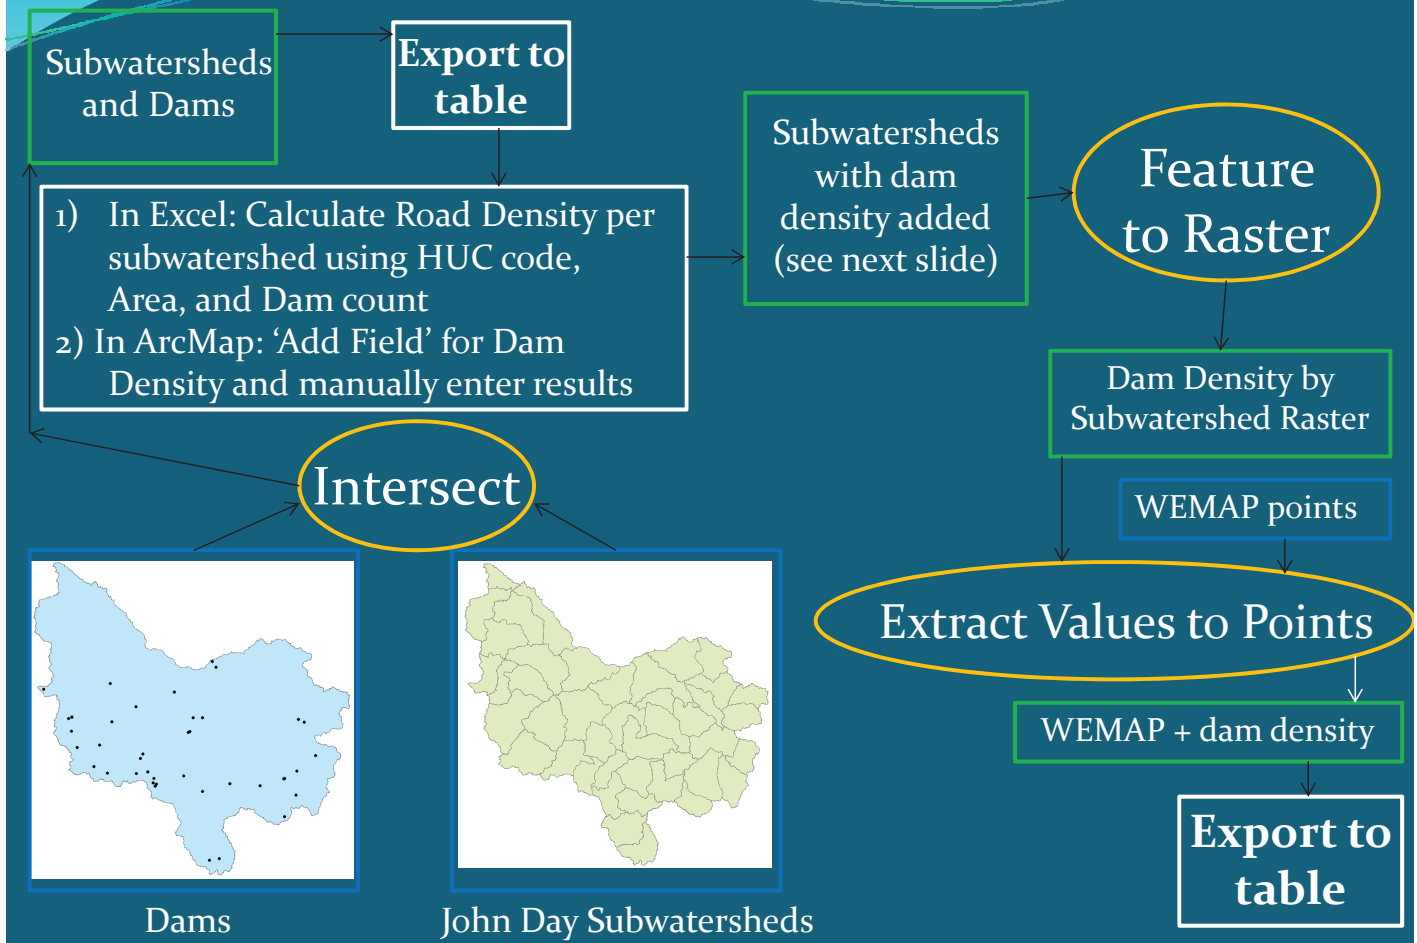 Subwatersheds
and Dams
Export to
table
1) In Excel: Calculate Road Density per
subwatershed using HUC code,
Area, and Dam count
2) In ArcMap: ‘Add Field’ for Dam
Density and manually enter results
Subwatersheds
with dam
density added
(see next slide)
Feature
to Raster
Dam Density by
Subwatershed Raster
Intersect
WEMAP points
Extract Values to Points
WEMAP + dam density
Export to
table
Dams
John Day Subwatersheds